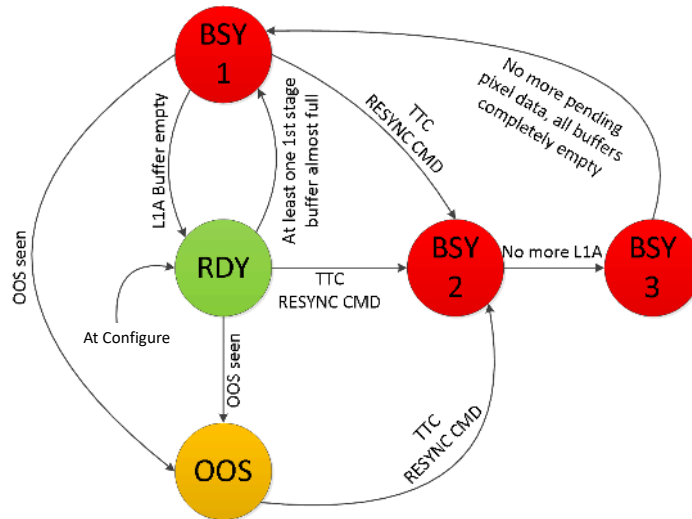 BSY
1
No more pending
pixel data, all buffers
completely empty
TTC
RESYNC CMD
L1A Buffer empty
At least one 1st stage
buffer almost full
OOS seen
RDY
BSY
2
No more L1A
BSY
3
TTC
RESYNC CMD
At Configure
OOS seen
OOS
TTC
RESYNC CMD